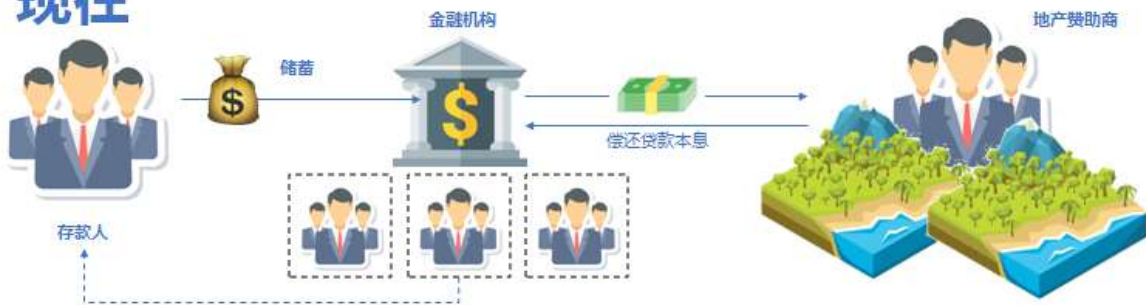 现在
金融机构
地产赞助商
储蓄
偿还贷款本息
存款人